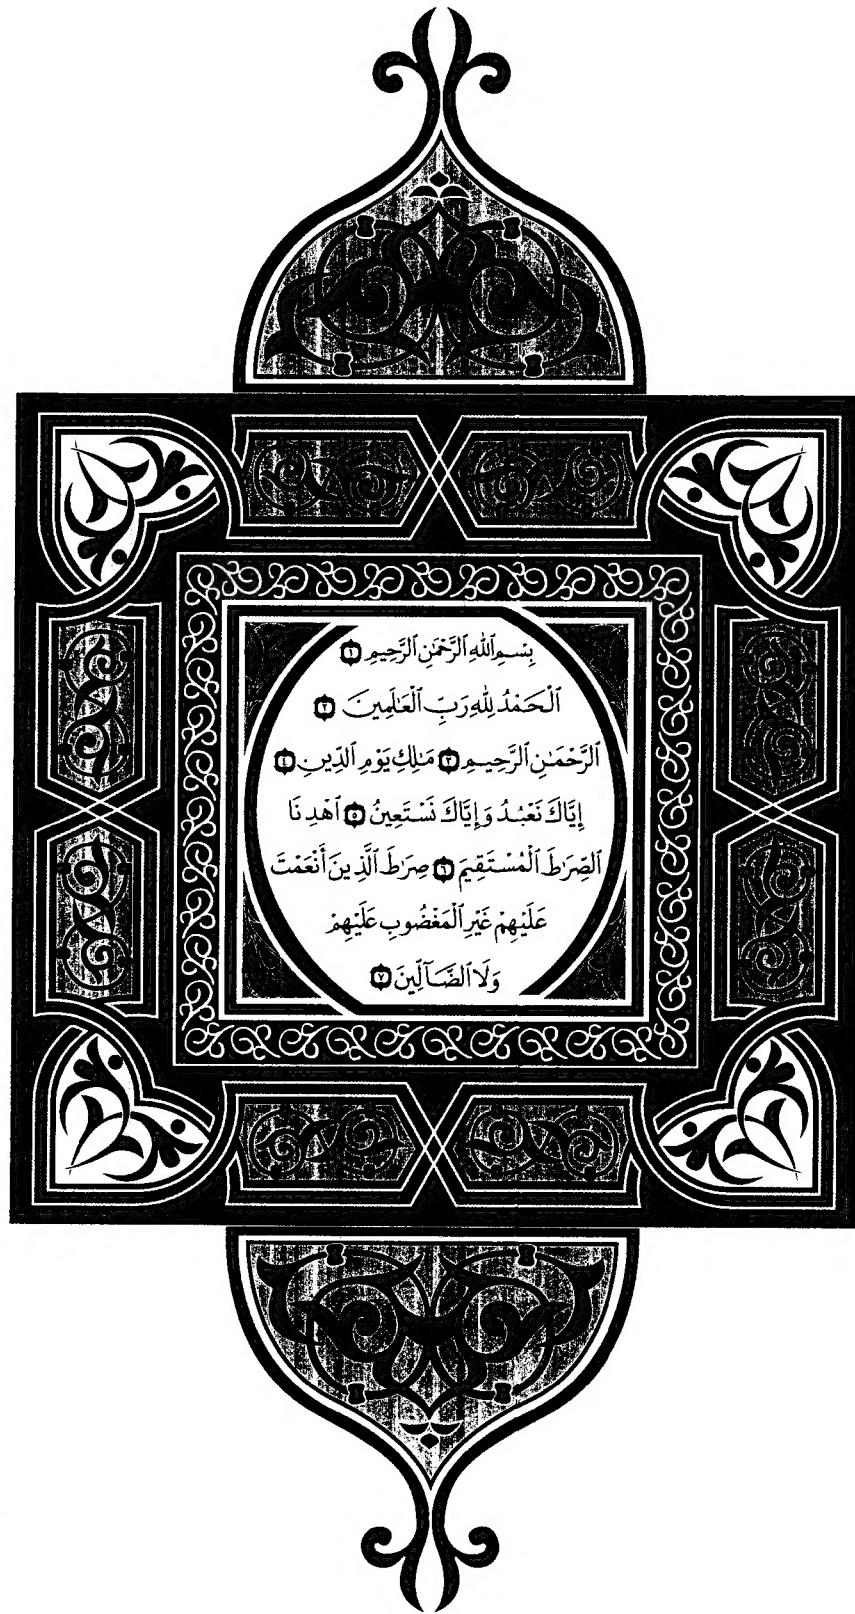 بِسْمِ ٱللَّهِ ٱلرَّحْمَٰنِ ٱلرَّحِيمِ ١
ٱلْحَمْدُ لِلَّهِ رَبِّ ٱلْعَٰلَمِينَ ٢
ٱلرَّحْمَٰنِ ٱلرَّحِيمِ ٣ مَٰلِكِ يَوْمِ ٱلدِّينِ ٤
إِيَّاكَ نَعْبُدُ وَإِيَّاكَ نَسْتَعِينُ ٥ ٱهْدِنَا
ٱلصِّرَٰطَ ٱلْمُسْتَقِيمَ ٦ صِرَٰطَ ٱلَّذِينَ أَنْعَمْتَ
عَلَيْهِمْ غَيْرِ ٱلْمَغْضُوبِ عَلَيْهِمْ
وَلَا ٱلضَّآلِّينَ ٧